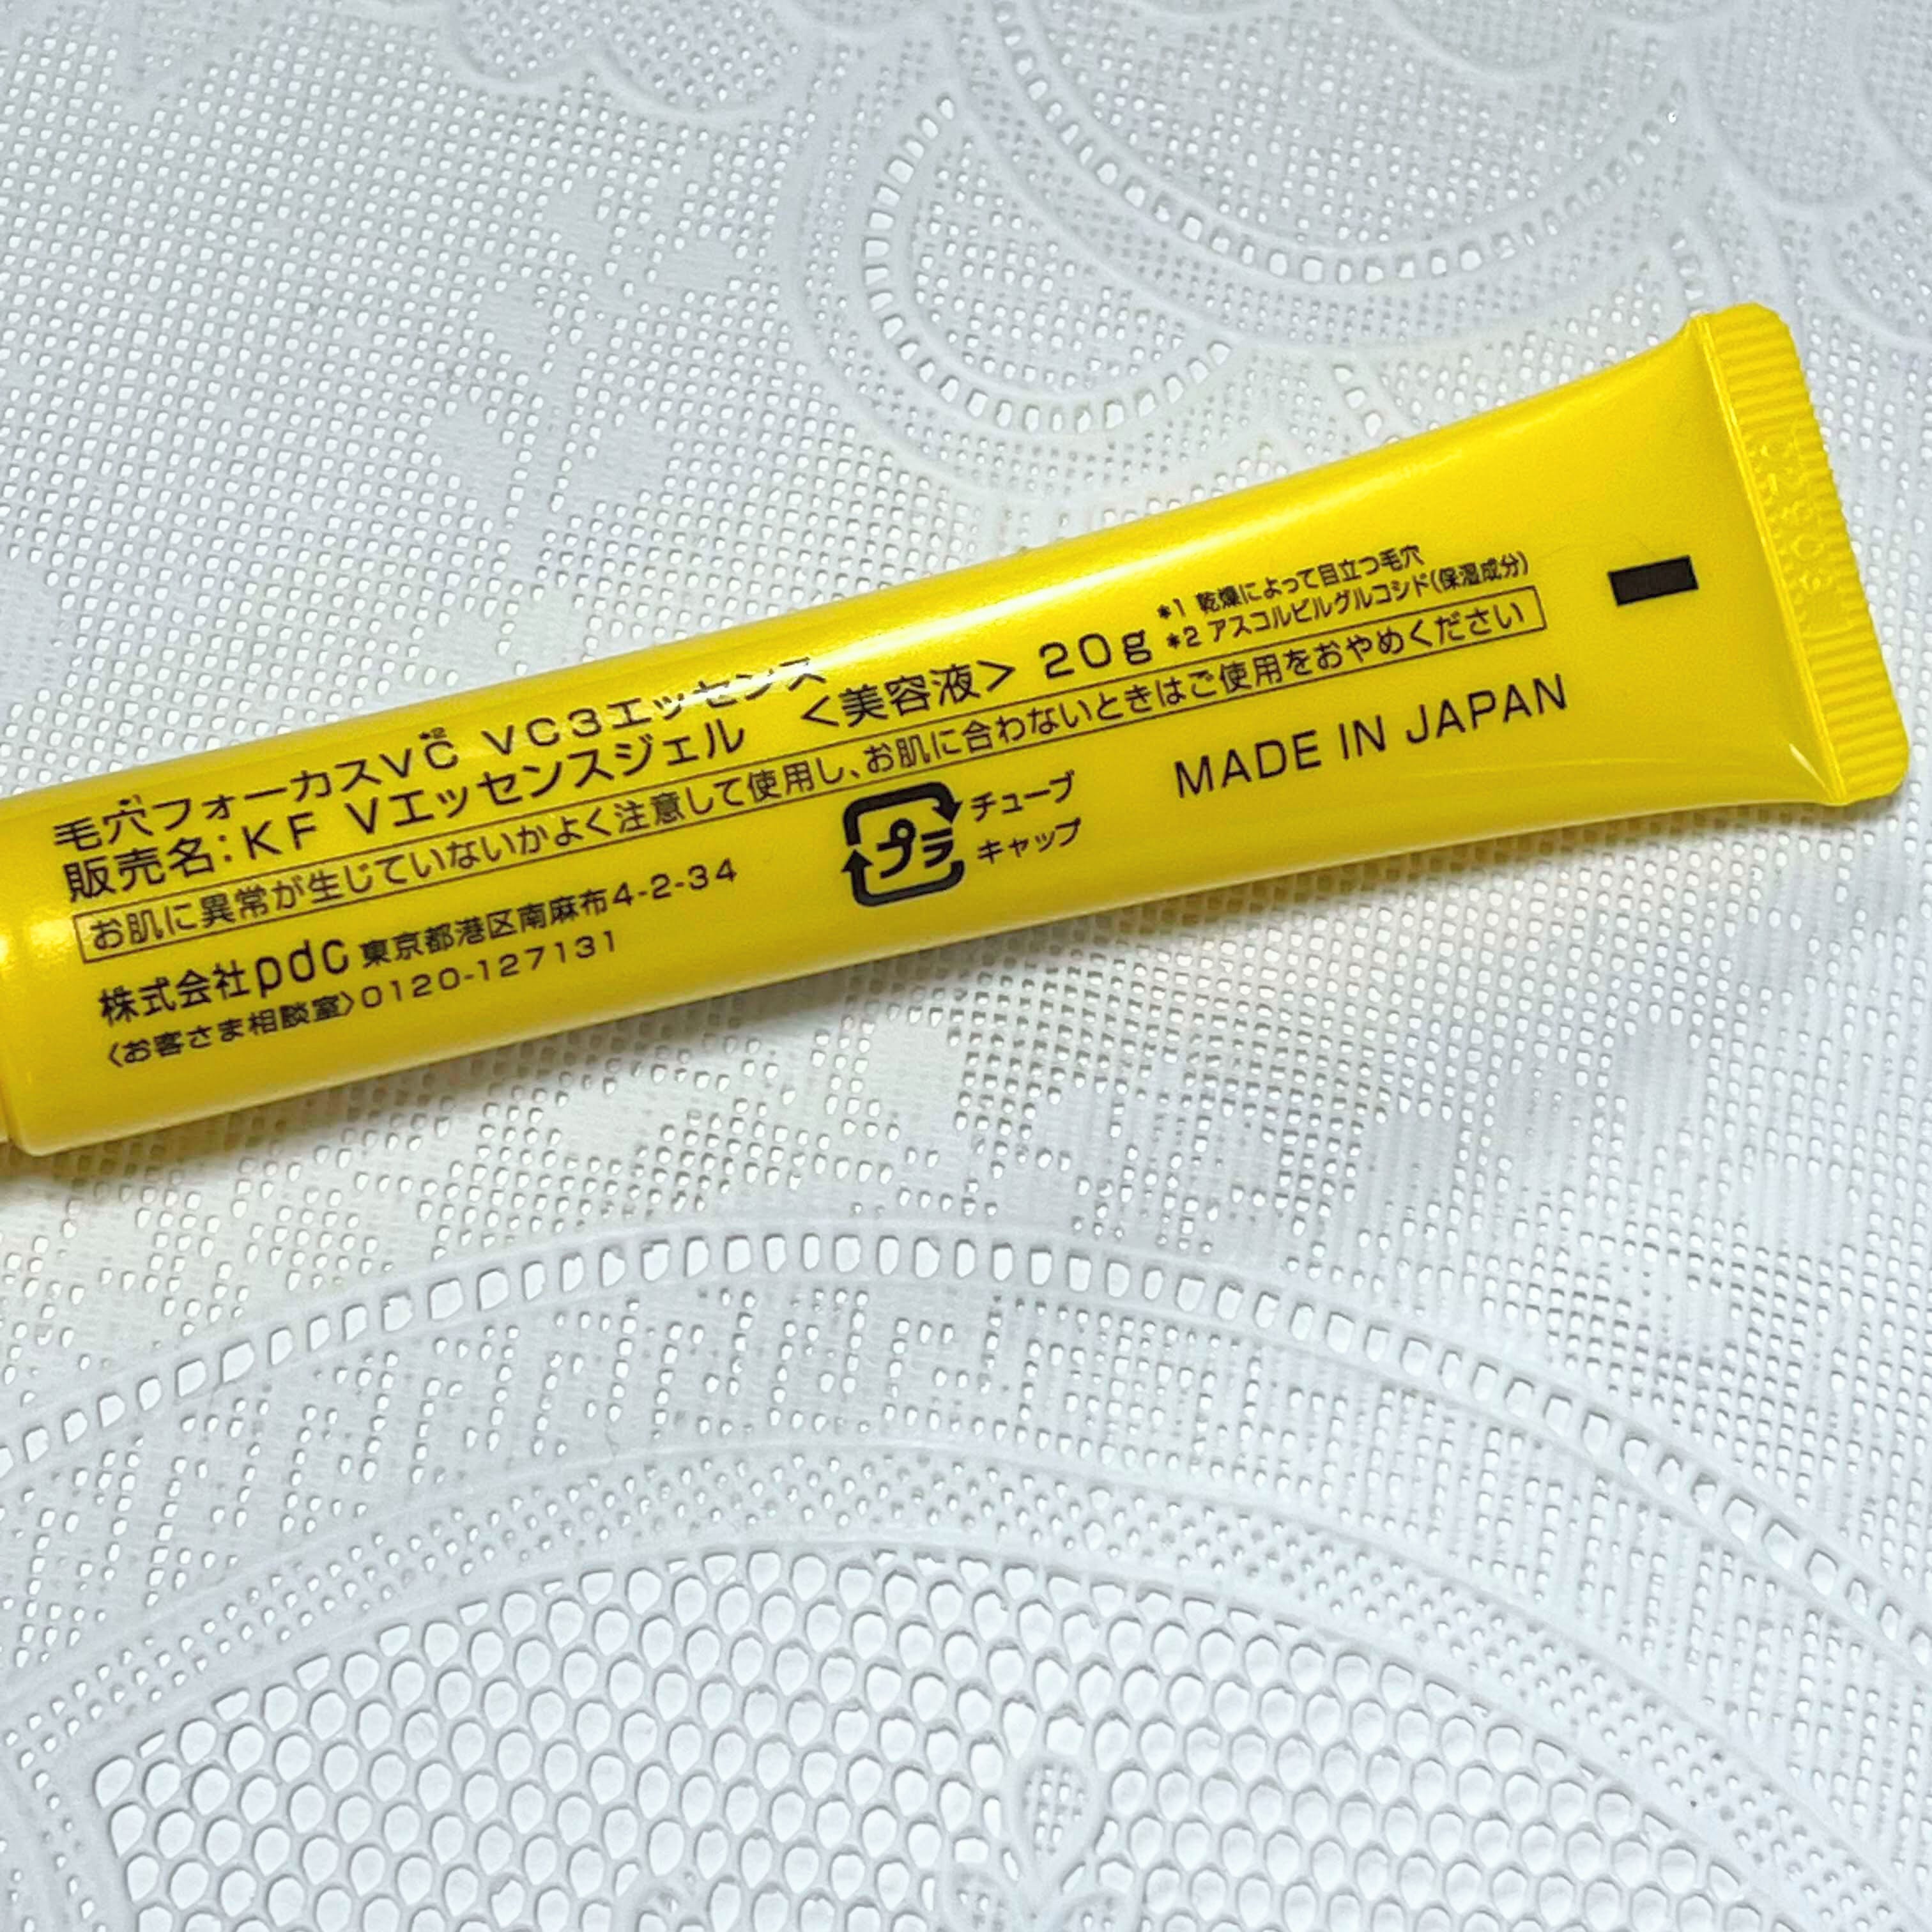 毛穴*1フォーカスVC*2 VC3エッセンス
販売名：KF Vエッセンスジェル 〈美容液〉 20g
*1 乾燥によって目立つ毛穴
*2 アスコルビルグルコシド（保湿成分）
お肌に異常が生じていないかよく注意して使用し、お肌に合わないときはご使用をおやめください
株式会社pdc 東京都港区南麻布4-2-34
〈お客さま相談室〉0120-127131
プラ
チューブ
キャップ
MADE IN JAPAN